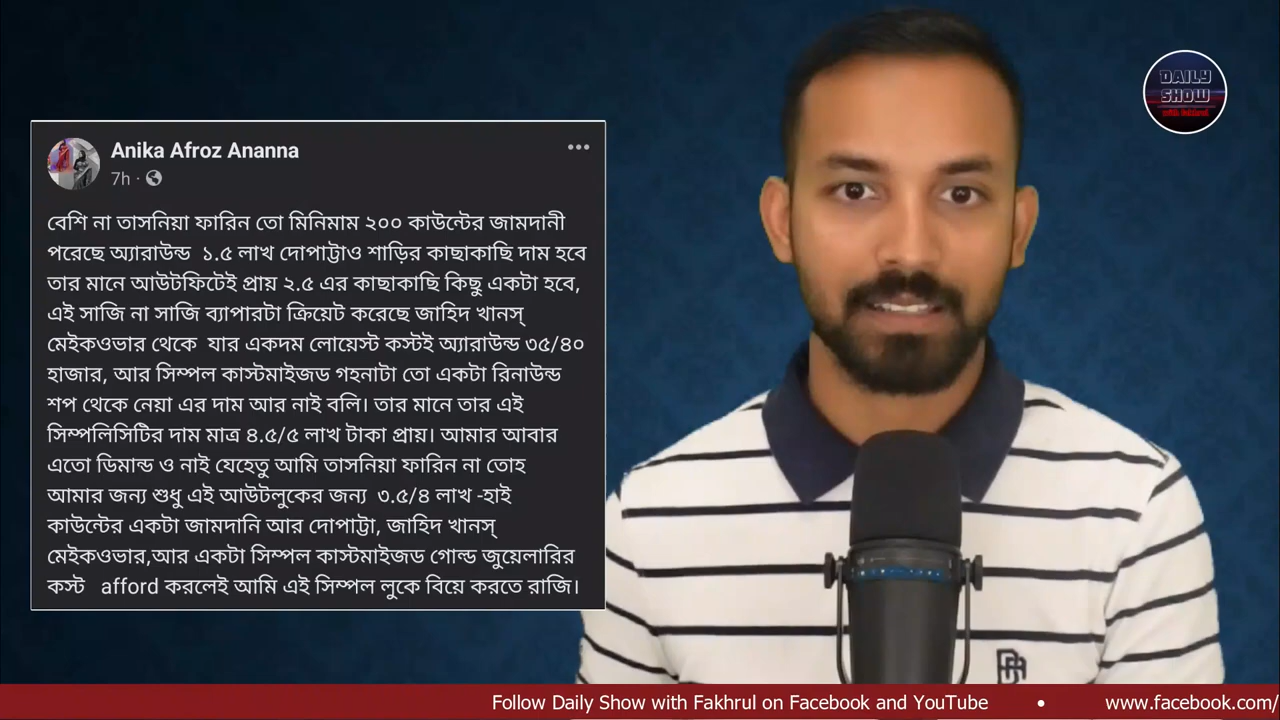 Anika Afroz Ananna
7h ·
বেশি না তাসনিয়া ফারিন তো মিনিমাম ২০০ কাউন্টের জামদানী
পরেছে অ্যারাউন্ড ১.৫ লাখ দোপাট্টাও শাড়ির কাছাকাছি দাম হবে
তার মানে আউটফিটেই প্রায় ২.৫ এর কাছাকাছি কিছু একটা হবে,
এই সাজি না সাজি ব্যাপারটা ক্রিয়েট করেছে জাহিদ খানস্
মেইকওভার থেকে যার একদম লোয়েস্ট কস্টই অ্যারাউন্ড ৩৫/৪০
হাজার, আর সিম্পল কাস্টমাইজড গহনাটা তো একটা রিনাউন্ড
শপ থেকে নেয়া এর দাম আর নাই বলি। তার মানে তার এই
সিম্পলিসিটির দাম মাত্র ৪.৫/৫ লাখ টাকা প্রায়। আমার আবার
এতো ডিমান্ড ও নাই যেহেতু আমি তাসনিয়া ফারিন না তোহ
আমার জন্য শুধু এই আউটলুকের জন্য ৩.৫/৪ লাখ -হাই
কাউন্টের একটা জামদানি আর দোপাট্টা, জাহিদ খানস্
মেইকওভার,আর একটা সিম্পল কাস্টমাইজড গোল্ড জুয়েলারির
কস্ট afford করলেই আমি এই সিম্পল লুকে বিয়ে করতে রাজি।
DAILY
SHOW
with fakhrul
Follow Daily Show with Fakhrul on Facebook and YouTube • www.facebook.com/